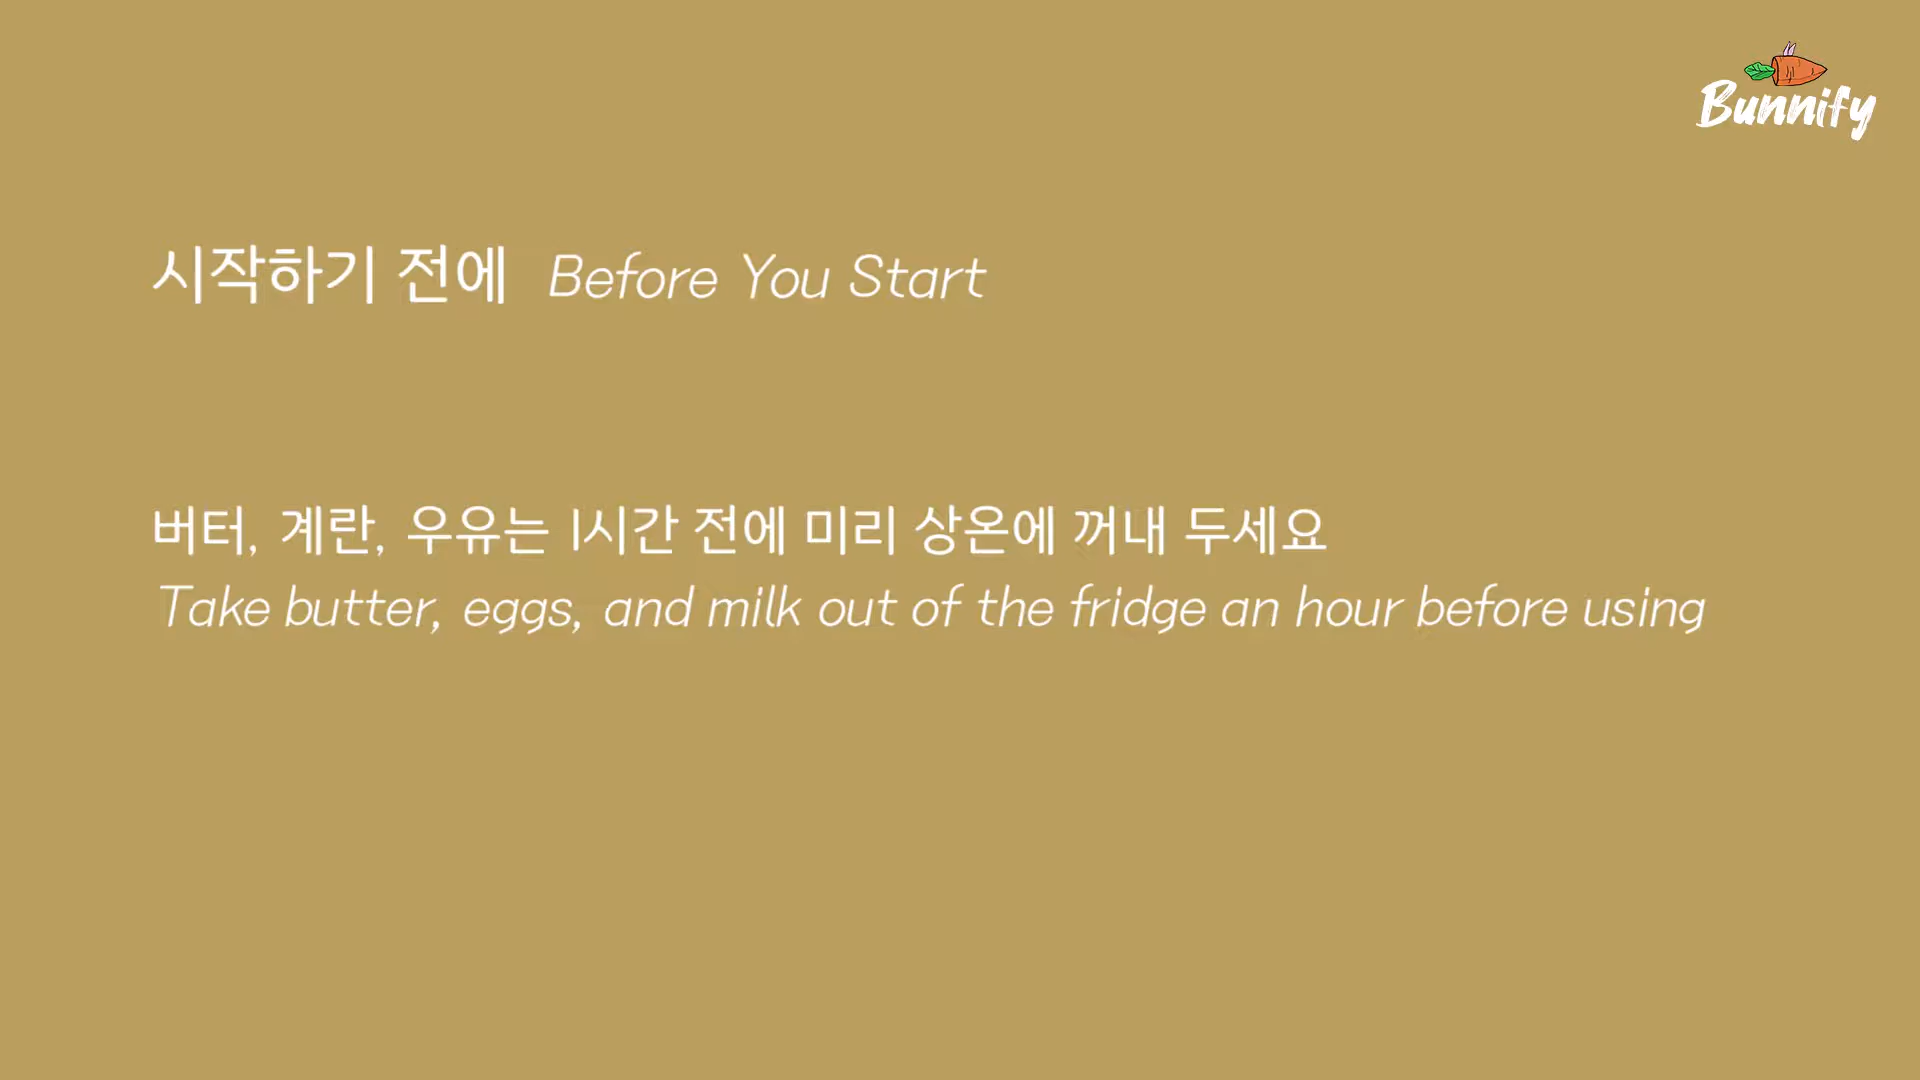 Bunnify
시작하기 전에 Before You Start
버터, 계란, 우유는 1시간 전에 미리 상온에 꺼내 두세요
Take butter, eggs, and milk out of the fridge an hour before using